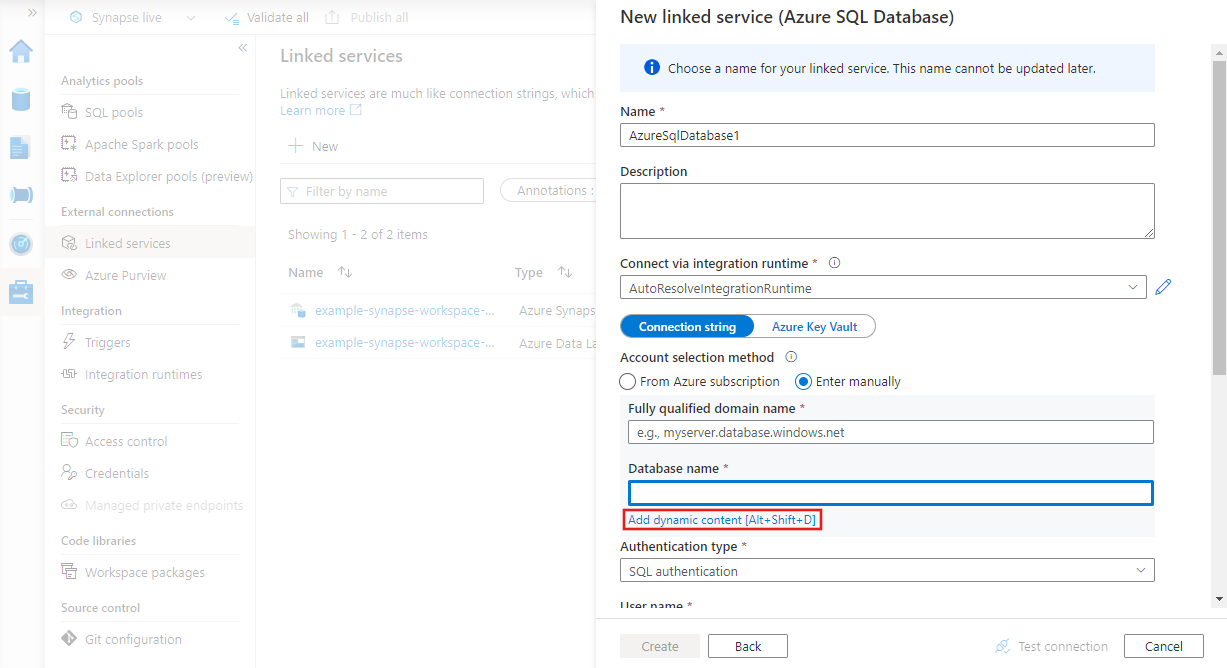 Synapse live
Validate all
Publish all
Analytics pools
SQL pools
Apache Spark pools
Data Explorer pools (preview)
External connections
Linked services
Azure Purview
Integration
Triggers
Integration runtimes
Security
Access control
Credentials
Managed private endpoints
Code libraries
Workspace packages
Source control
Git configuration
Linked services
Linked services are much like connection strings, which
Learn more
New
Filter by name
Annotations :
Showing 1 - 2 of 2 items
Name Type
example-synapse-workspace-... Azure Synaps
example-synapse-workspace-... Azure Data La
New linked service (Azure SQL Database)
Choose a name for your linked service. This name cannot be updated later.
Name *
AzureSqlDatabase1
Description
Connect via integration runtime *
AutoResolveIntegrationRuntime
Connection string Azure Key Vault
Account selection method
From Azure subscription Enter manually
Fully qualified domain name *
e.g., myserver.database.windows.net
Database name *
Add dynamic content [Alt+Shift+D]
Authentication type *
SQL authentication
User name *
Create Back Test connection Cancel